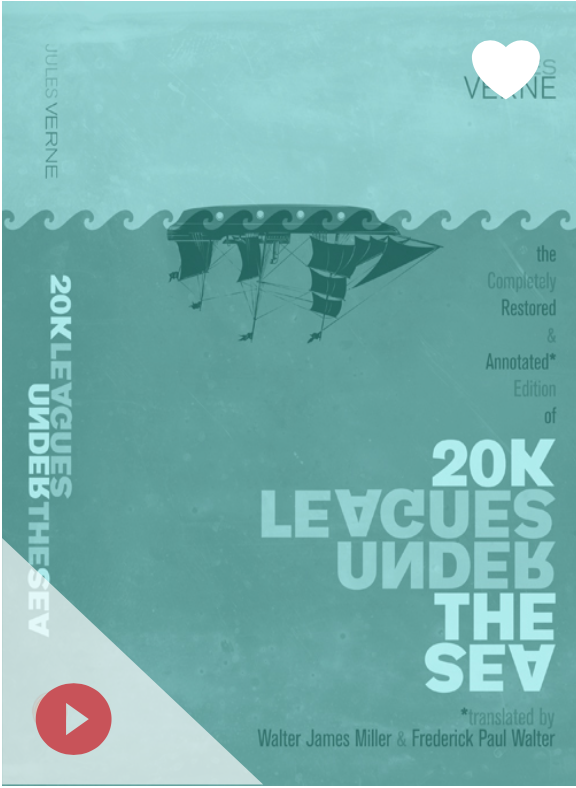 JULES VERNE
20K LEAGUES
UNDER THE SEA
VERNE
the
Completely
Restored
&
Annotated*
Edition
of
20K
LEAGUES
UNDER
THE
SEA
*translated by
Walter James Miller & Frederick Paul Walter